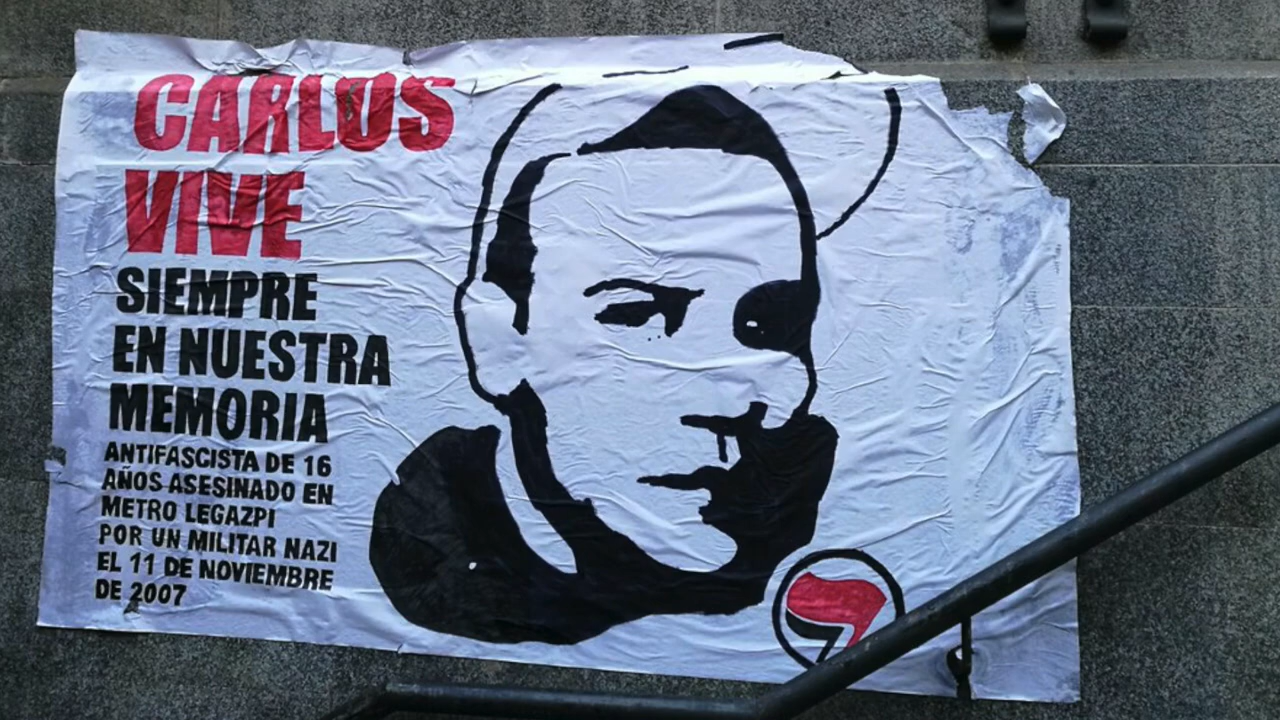 CARLOS
VIVE
SIEMPRE
EN NUESTRA
MEMORIA
ANTIFASCISTA DE 16
AÑOS ASESINADO EN
METRO LEGAZPI
POR UN MILITAR NAZI
EL 11 DE NOVIEMBRE
DE 2007